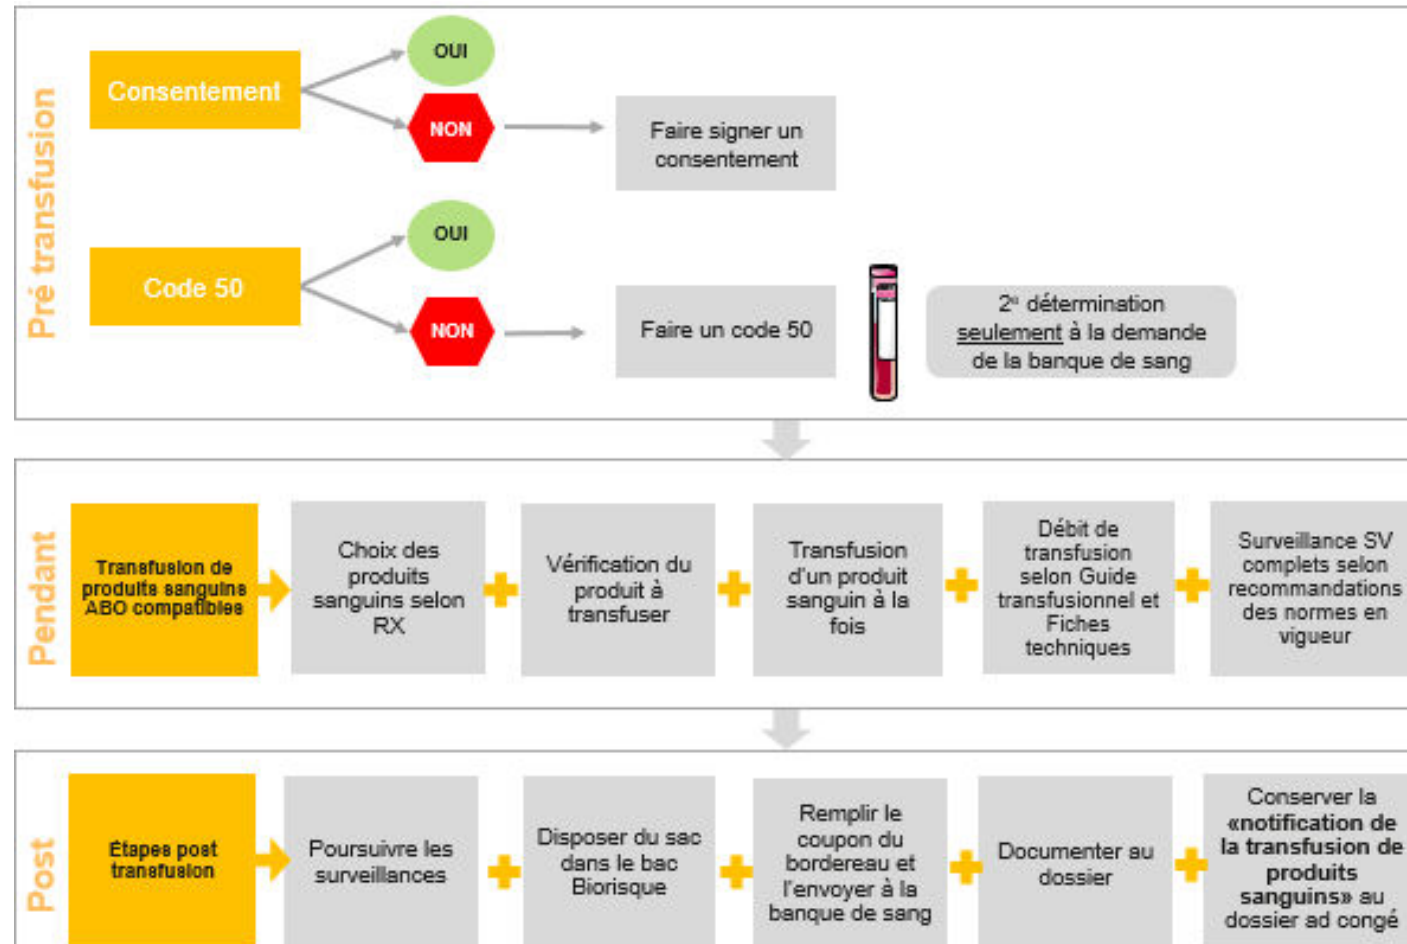 Pré transfusion
Consentement
OUI
NON
Faire signer un
consentement
Code 50
OUI
NON
Faire un code 50
2e détermination
seulement à la demande
de la banque de sang
Pendant
Transfusion de
produits sanguins
ABO compatibles
Choix des
produits
sanguins selon
RX
Vérification du
produit à
transfuser
Transfusion
d'un produit
sanguin à la
fois
Débit de
transfusion
selon Guide
transfusionnel et
Fiches
techniques
Surveillance SV
complets selon
recommandations
des normes en
vigueur
Post
Étapes post
transfusion
Poursuivre les
surveillances
Disposer du sac
dans le bac
Biorisque
Remplir le
coupon du
bordereau et
l'envoyer à la
banque de sang
Documenter au
dossier
Conserver la
«notification de
la transfusion de
produits
sanguins» au
dossier ad congé